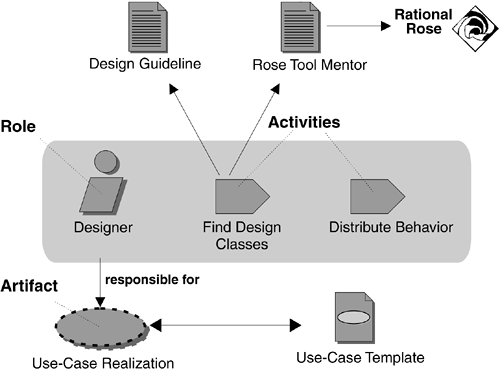 Rational
Rose
Design Guideline
Rose Tool Mentor
Role
Activities
Designer
Find Design
Classes
Distribute Behavior
responsible for
Artifact
Use-Case Realization
Use-Case Template